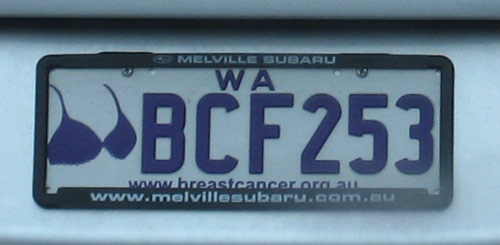 MELVILLE SUBARU
WA
BCF253
www.breastcancer.org.au
www.melvillesubaru.com.au